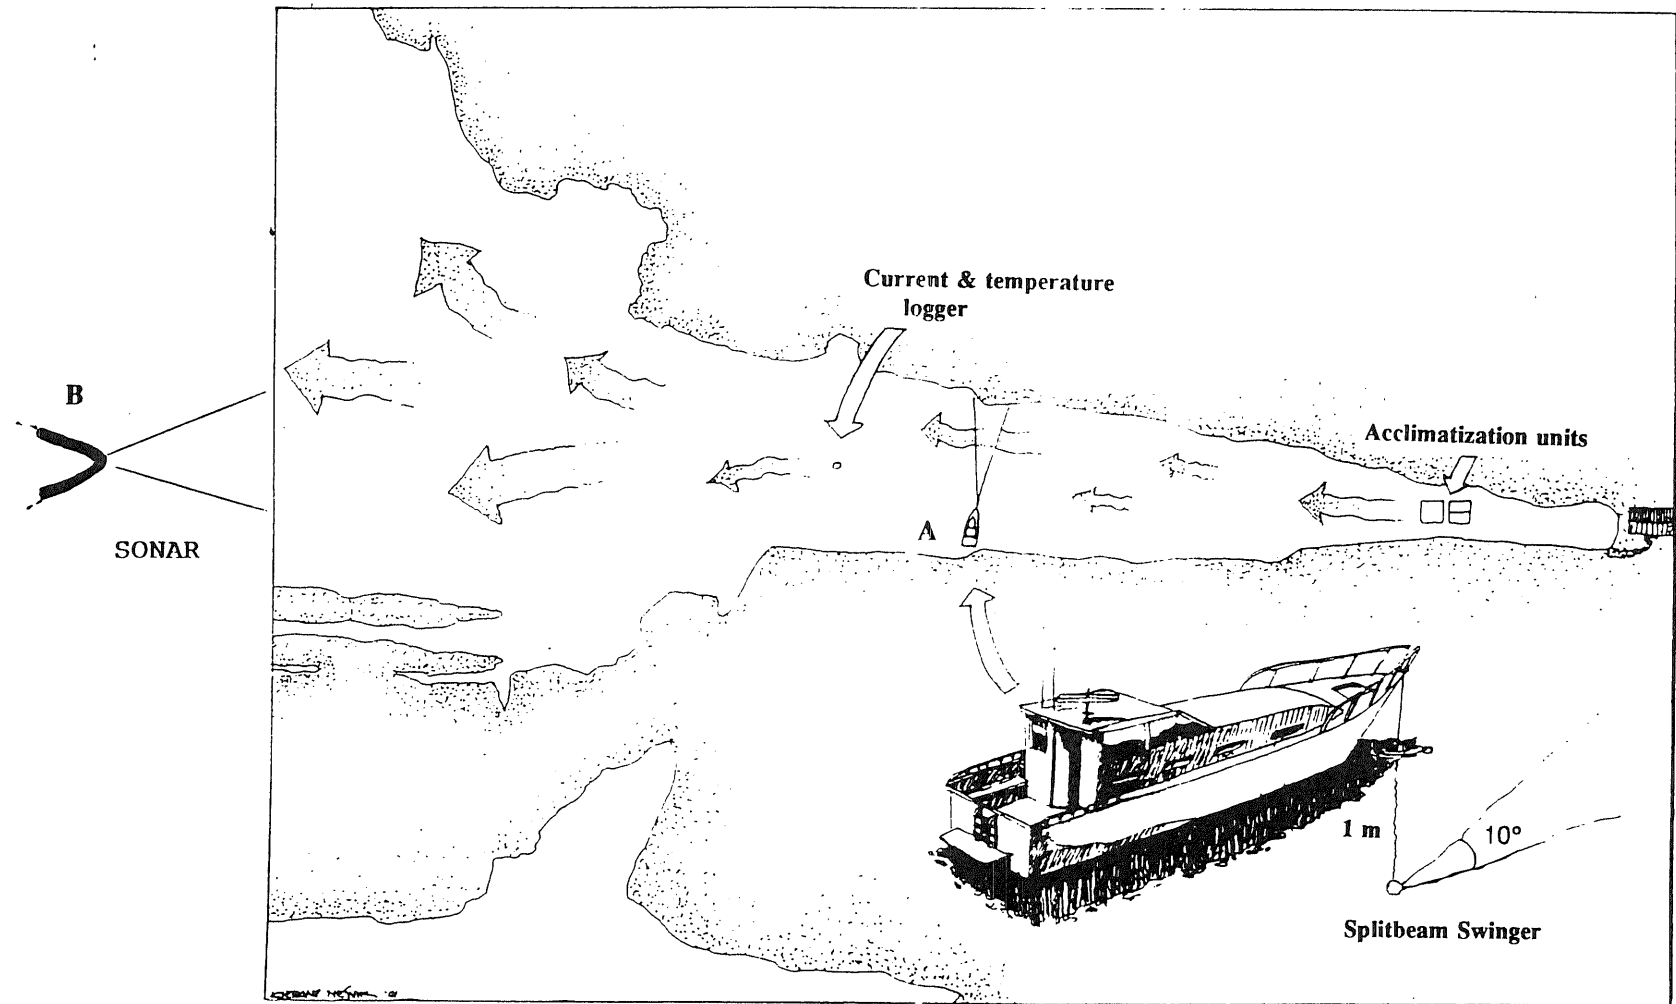 Current & temperature
logger
B
Acclimatization units
A
SONAR
1 m
10°
Splitbeam Swinger